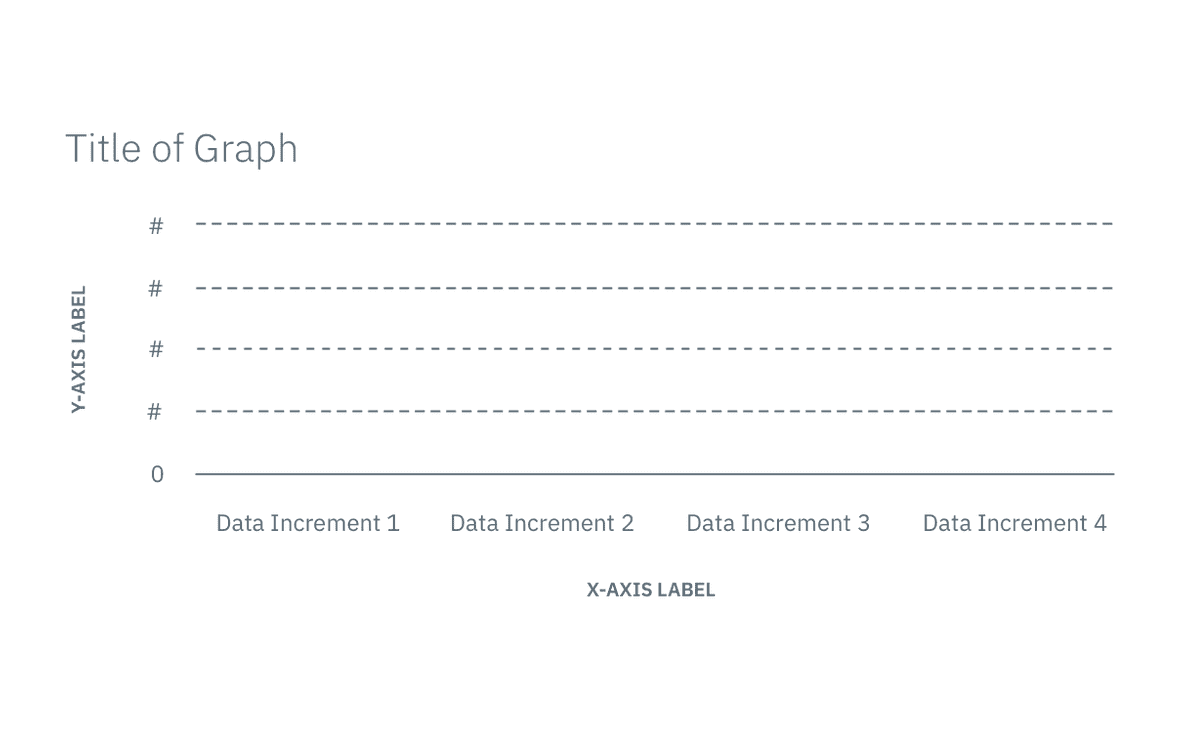 Title of Graph
#
#
#
#
0
Y-AXIS LABEL
Data Increment 1
Data Increment 2
Data Increment 3
Data Increment 4
X-AXIS LABEL